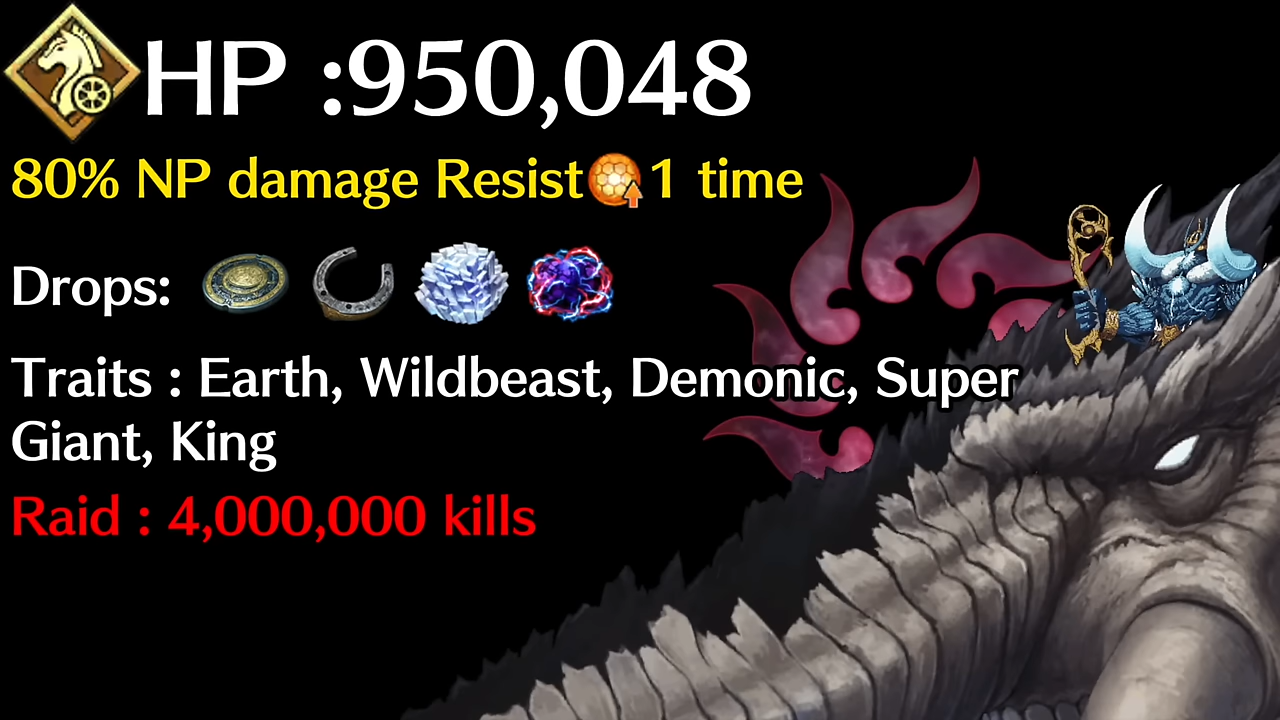 HP :950,048
80% NP damage Resist 1 time
Drops:
Traits : Earth, Wildbeast, Demonic, Super
Giant, King
Raid : 4,000,000 kills